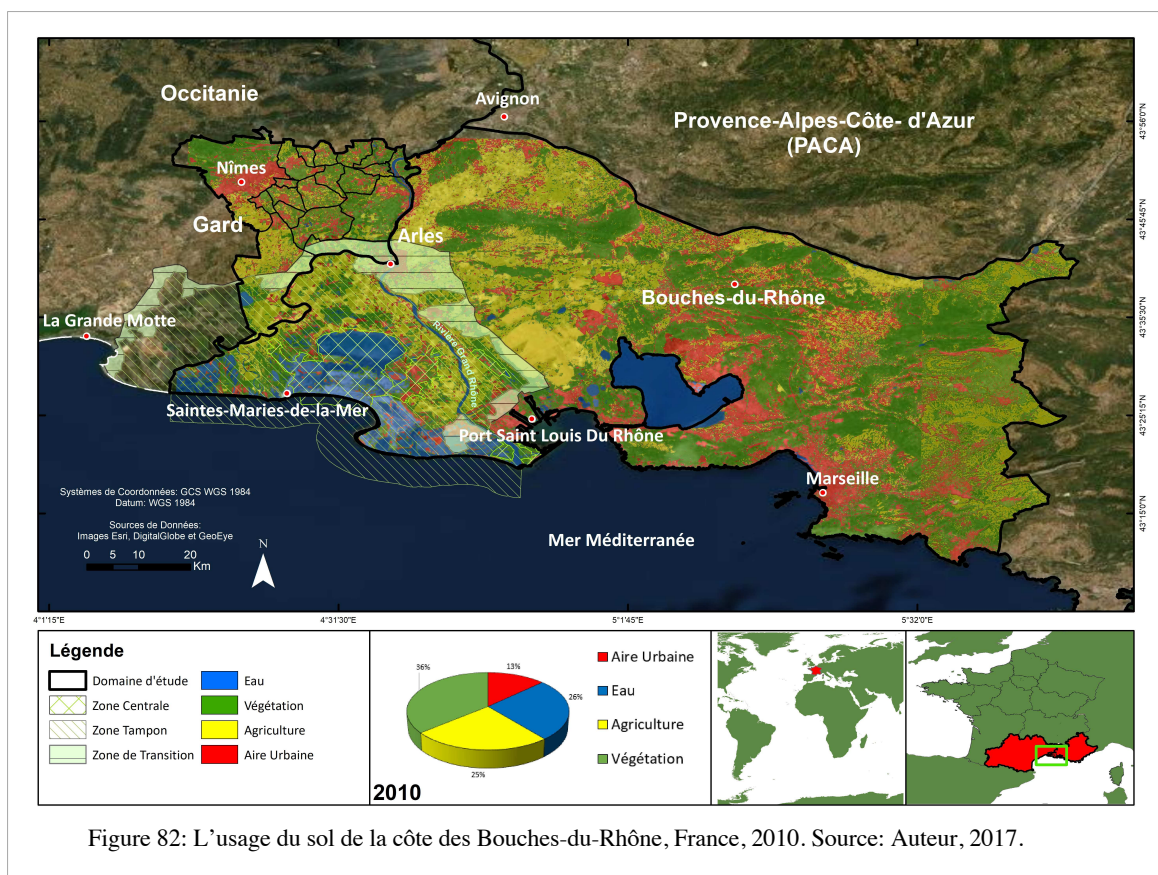 Occitanie
Avignon
Provence-Alpes-Côte- d'Azur
(PACA)
Nîmes
Gard
Arles
Bouches-du-Rhône
La Grande Motte
Rivière Grand Rhône
Saintes-Maries-de-la-Mer
Port Saint Louis Du Rhône
Marseille
Mer Méditerranée
Systèmes de Coordonnées: GCS WGS 1984
Datum: WGS 1984
Sources de Données:
Images Esri, DigitalGlobe et GeoEye
0 5 10 20
Km
N
43°56'0"N
43°45'45"N
43°35'30"N
43°25'15"N
43°15'0"N
4°1'15"E
4°31'30"E
5°1'45"E
5°32'0"E
Légende
Domaine d'étude
Zone Centrale
Zone Tampon
Zone de Transition
Eau
Végétation
Agriculture
Aire Urbaine
36%
13%
26%
25%
2010
Aire Urbaine
Eau
Agriculture
Végétation
Figure 82: L'usage du sol de la côte des Bouches-du-Rhône, France, 2010. Source: Auteur, 2017.